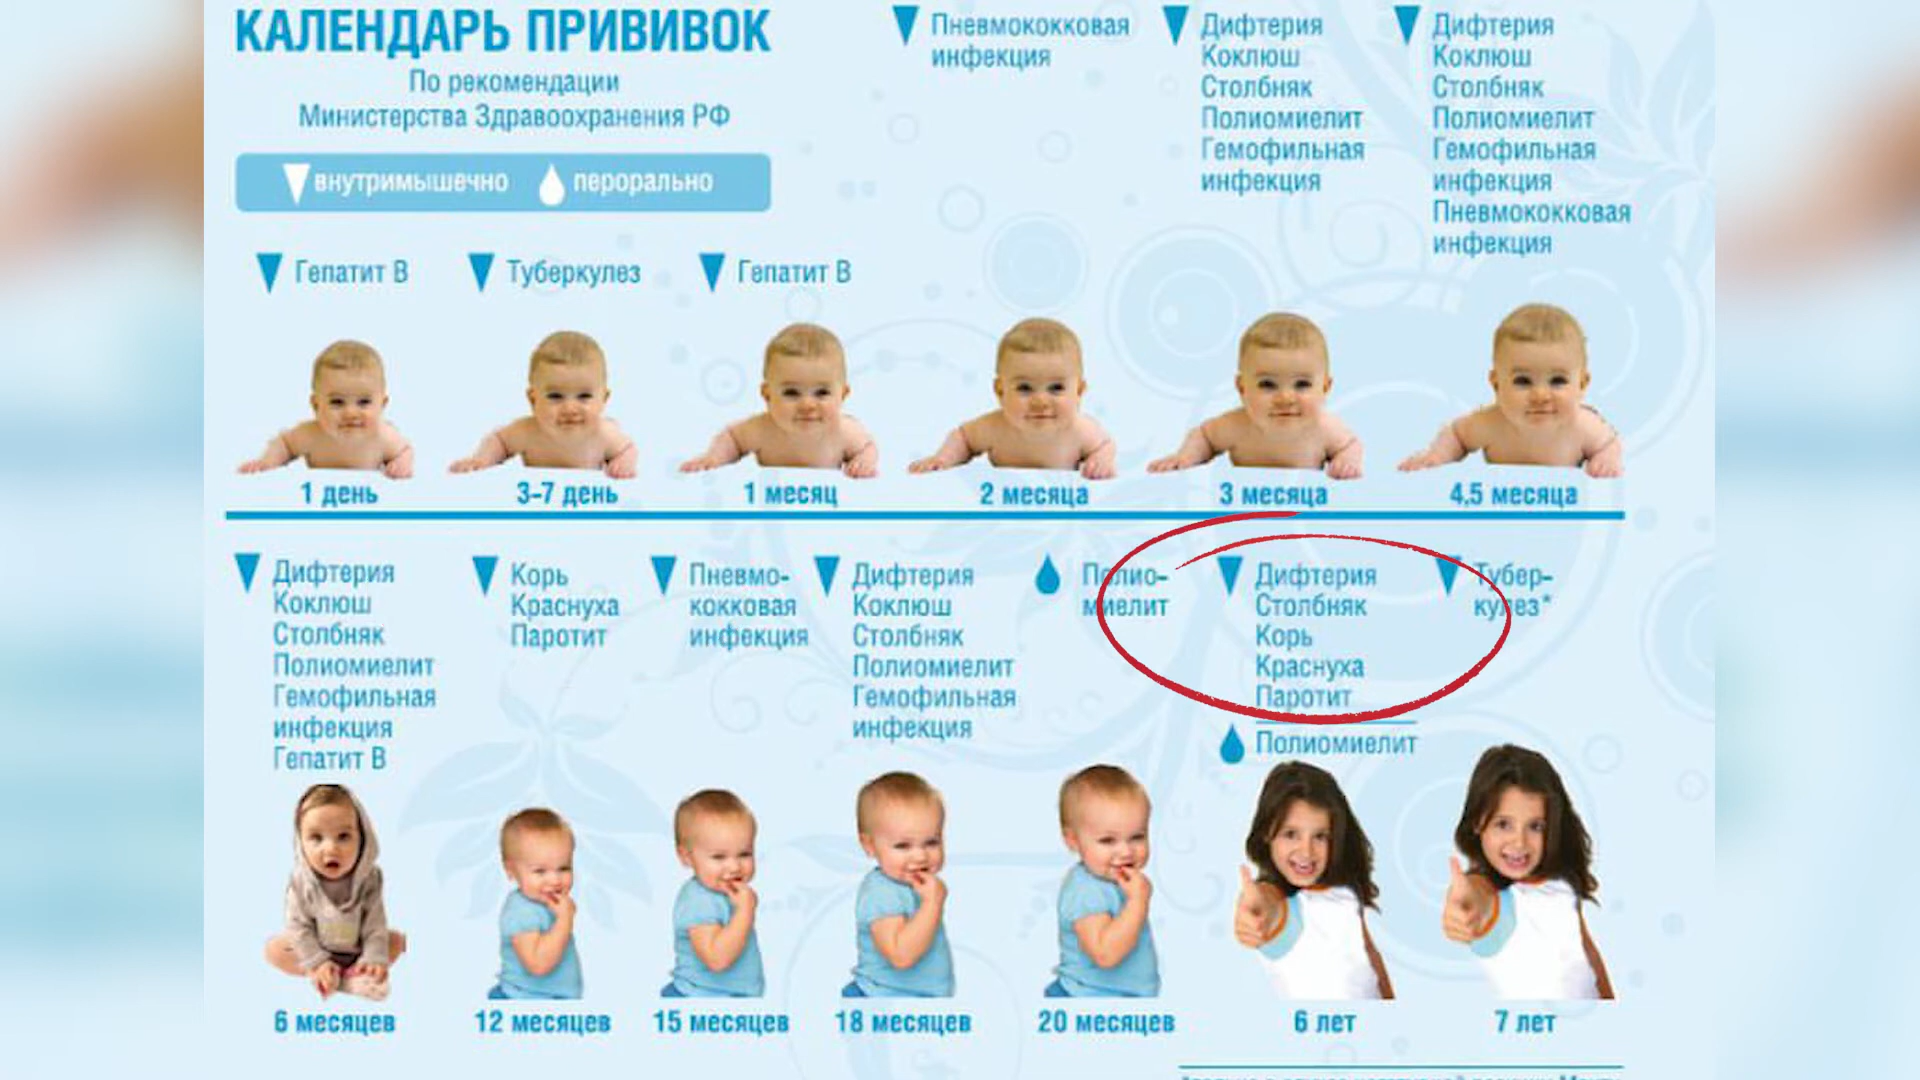 КАЛЕНДАРЬ ПРИВИВОК
По рекомендации
Министерства Здравоохранения РФ
внутримышечно
перорально
Гепатит В
Туберкулез
Гепатит В
Пневмококковая
инфекция
Дифтерия
Коклюш
Столбняк
Полиомиелит
Гемофильная
инфекция
Дифтерия
Коклюш
Столбняк
Полиомиелит
Гемофильная
инфекция
Пневмококковая
инфекция
1 день
3-7 день
1 месяц
2 месяца
3 месяца
4,5 месяца
Дифтерия
Коклюш
Столбняк
Полиомиелит
Гемофильная
инфекция
Гепатит В
Корь
Краснуха
Паротит
Пневмо-
кокковая
инфекция
Дифтерия
Коклюш
Столбняк
Полиомиелит
Гемофильная
инфекция
Полио-
миелит
Дифтерия
Столбняк
Корь
Краснуха
Паротит
Полиомиелит
Тубер-
кулез*
6 месяцев
12 месяцев
15 месяцев
18 месяцев
20 месяцев
6 лет
7 лет